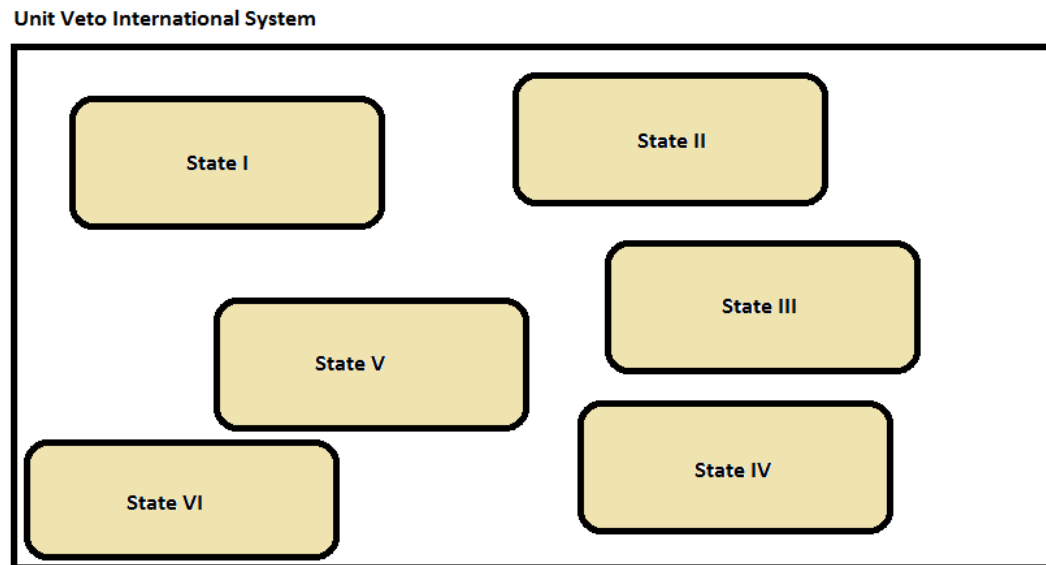 Unit Veto International System
State I
State II
State III
State V
State IV
State VI